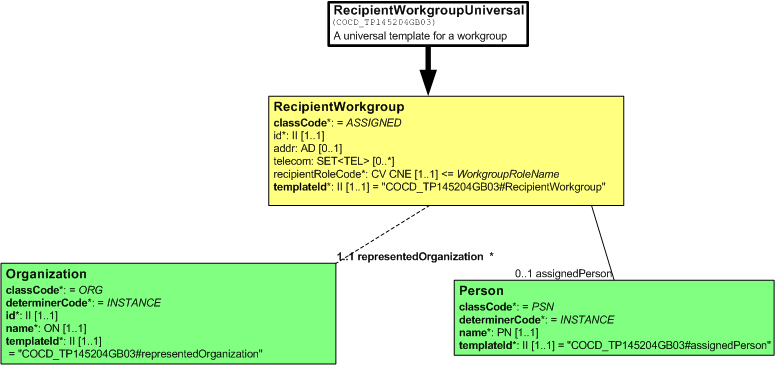 RecipientWorkgroupUniversal
(COCD_TP145204GB03)
A universal template for a workgroup
RecipientWorkgroup
classCode*: = ASSIGNED
id*: II [1..1]
addr: AD [0..1]
telecom: SET<TEL> [0..*]
recipientRoleCode*: CV CNE [1..1] <= WorkgroupRoleName
templateId*: II [1..1] = "COCD_TP145204GB03#RecipientWorkgroup"
1..1 representedOrganization *
0..1 assignedPerson
Organization
classCode*: = ORG
determinerCode*: = INSTANCE
id*: II [1..1]
name*: ON [1..1]
templateId*: II [1..1]
= "COCD_TP145204GB03#representedOrganization"
Person
classCode*: = PSN
determinerCode*: = INSTANCE
name*: PN [1..1]
templateId*: II [1..1] = "COCD_TP145204GB03#assignedPerson"